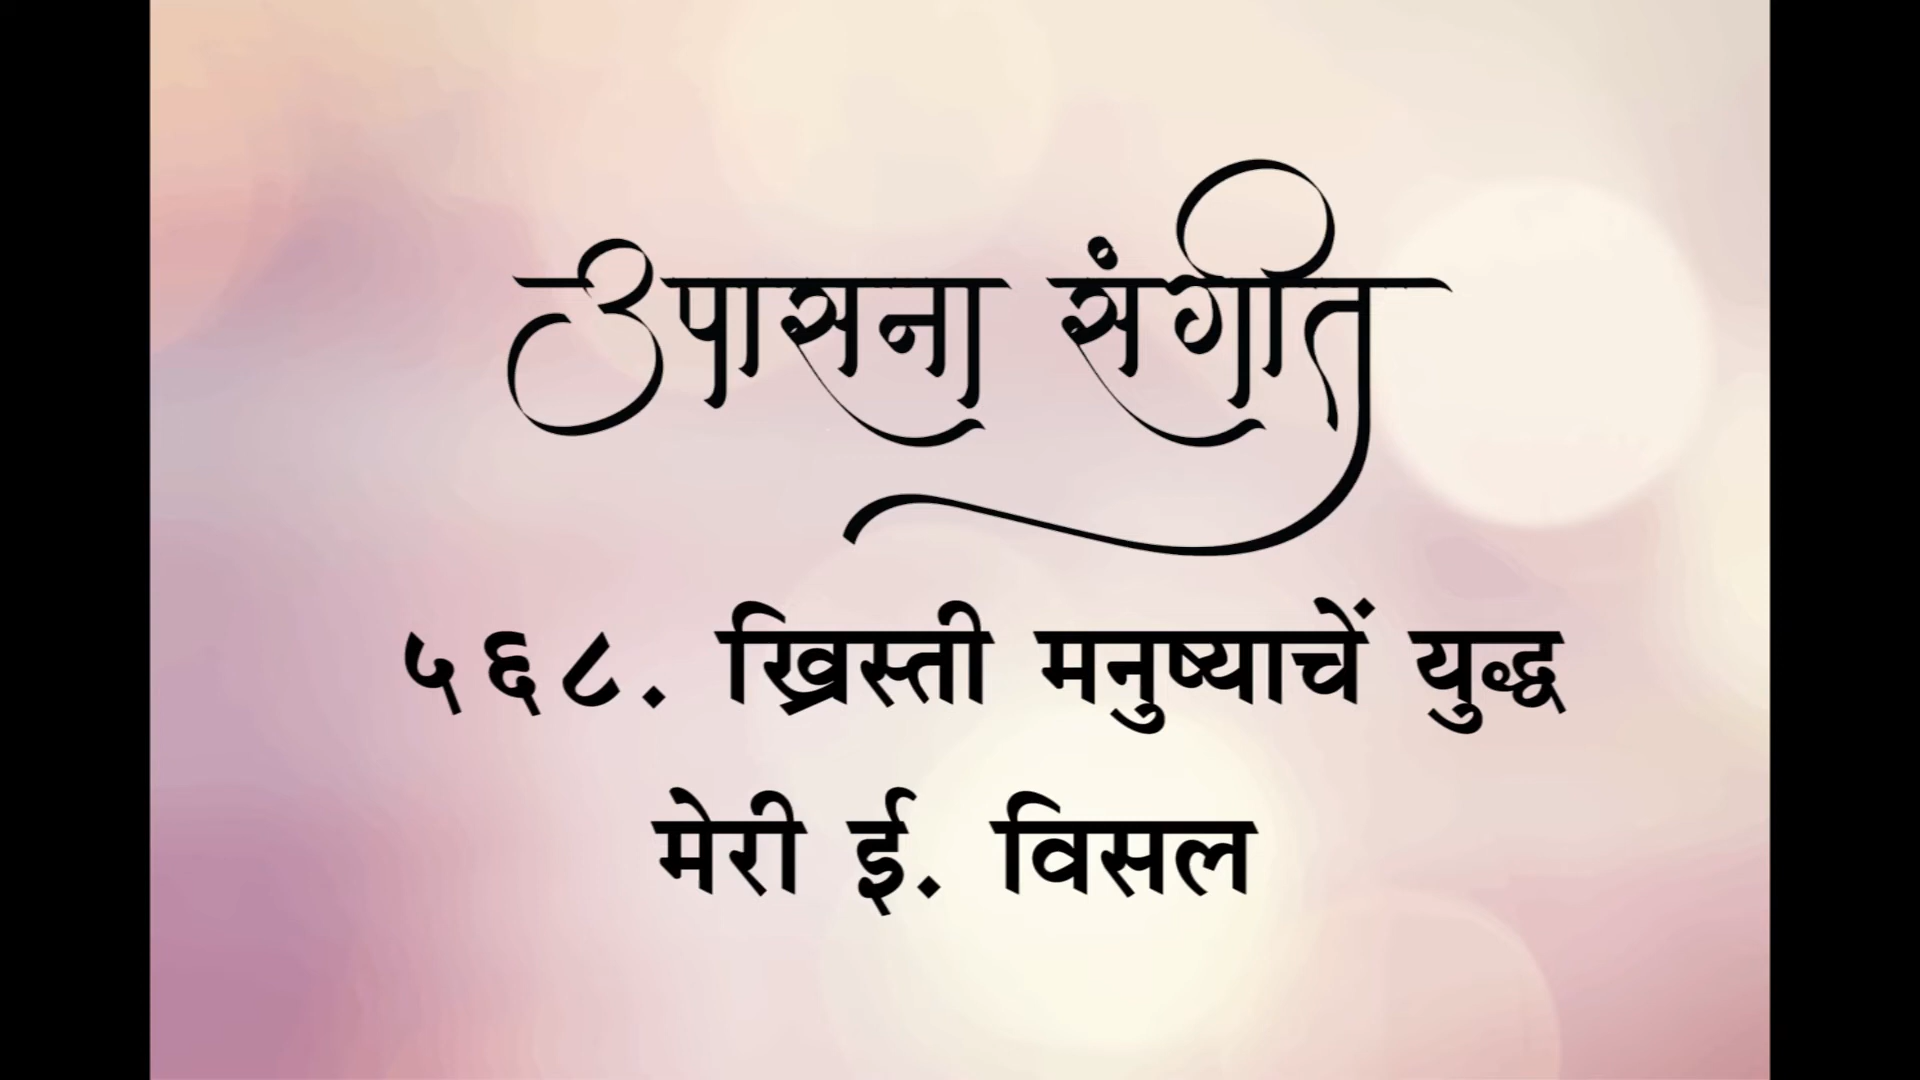 उपासना संगीत
५६८. ख्रिस्ती मनुष्याचें युद्ध
मेरी ई. विसल